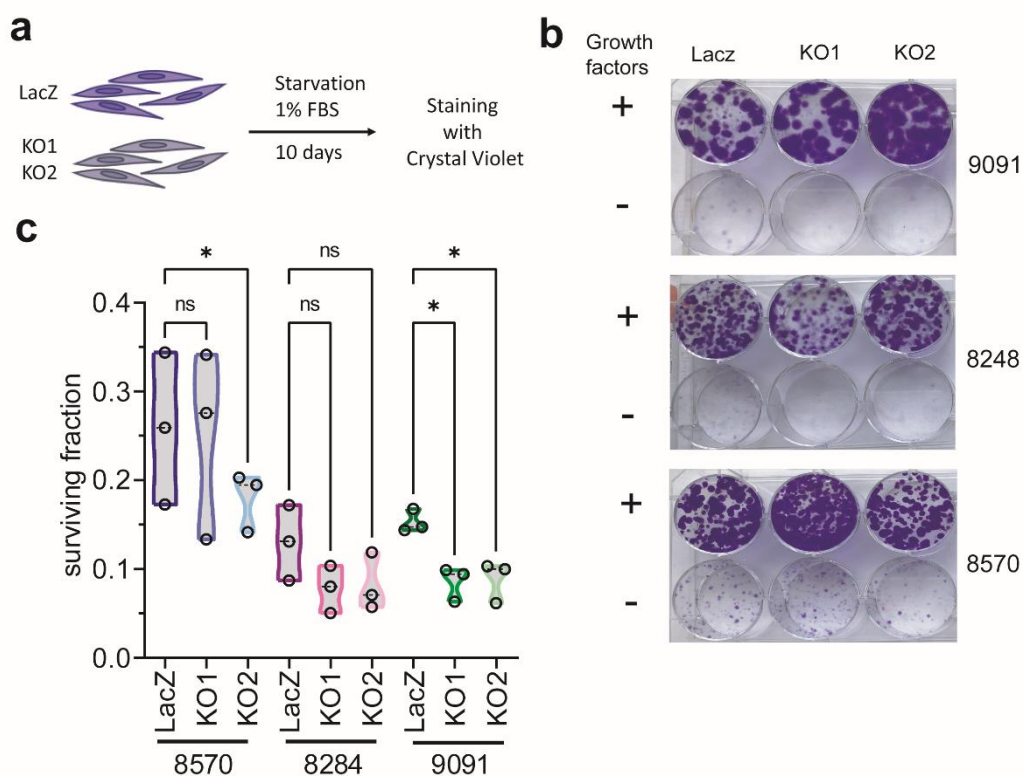 a
LacZ
KO1
KO2
Starvation
1% FBS
10 days
Staining
with
Crystal Violet
b
Growth
factors
Lacz
KO1
KO2
+
-
9091
+
-
8248
+
-
8570
c
*
ns
*
ns
ns
*
surviving fraction
0.4
0.3
0.2
0.1
0.0
LacZ
KO1
KO2
LacZ
KO1
KO2
LacZ
KO1
KO2
8570
8284
9091